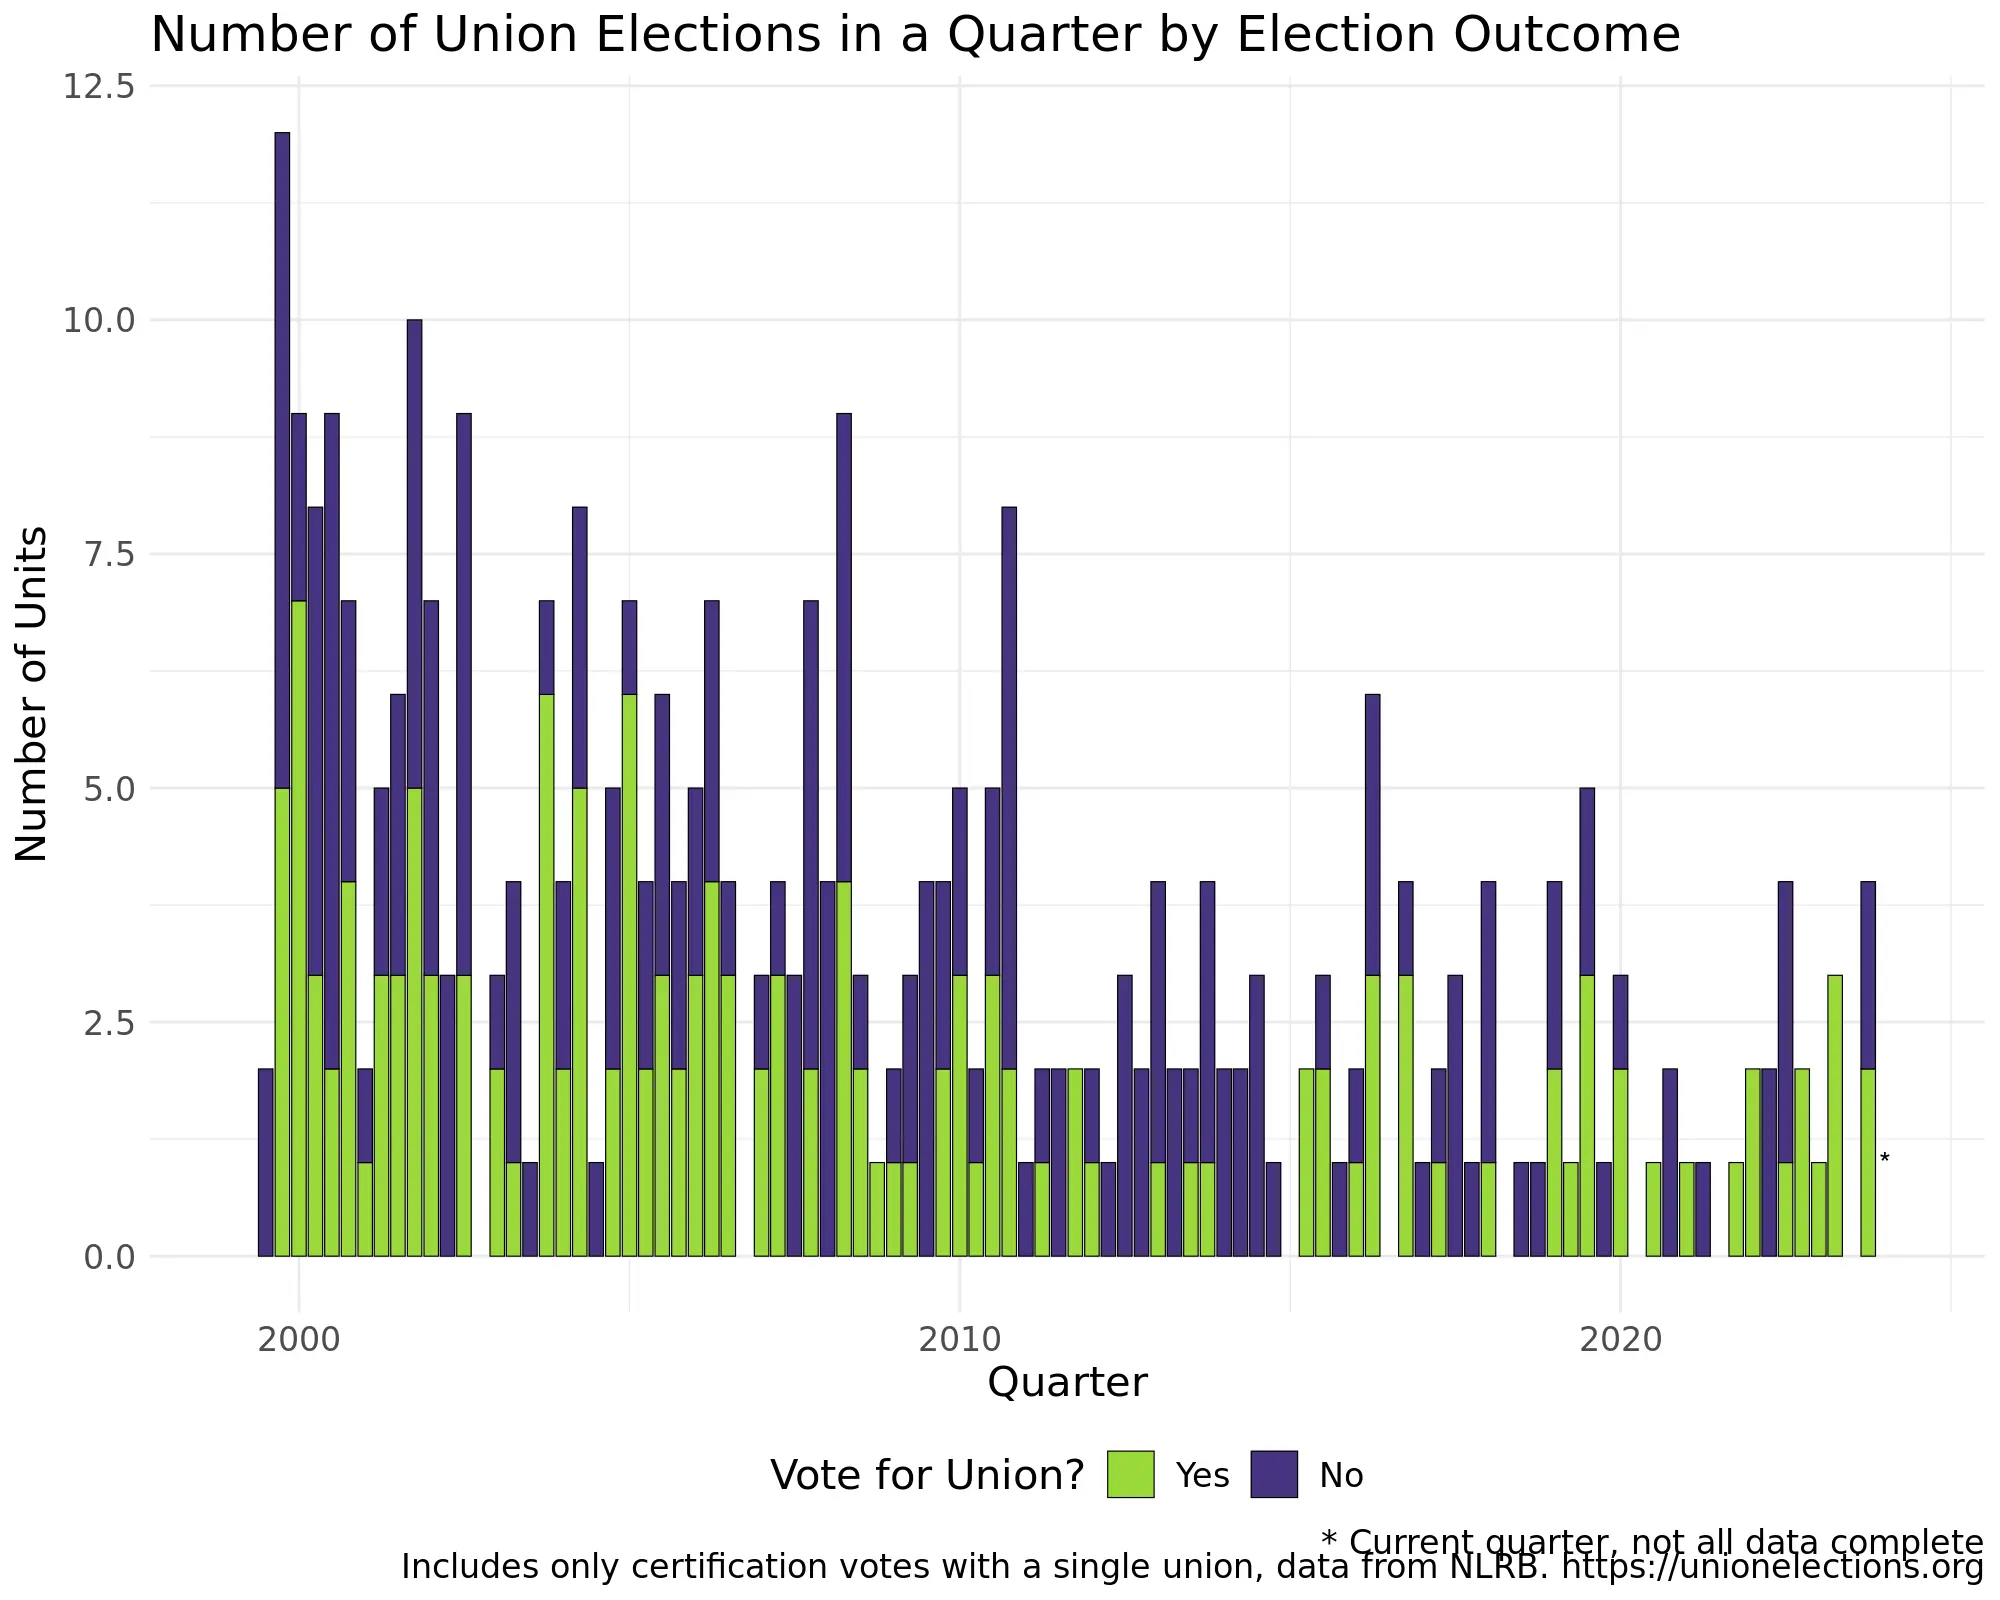 Number of Union Elections in a Quarter by Election Outcome
12.5
10.0
7.5
5.0
2.5
0.0
Number of Units
*
2000 2010 2020
Quarter
Vote for Union? Yes No
* Current quarter, not all data complete
Includes only certification votes with a single union, data from NLRB. https://unionelections.org